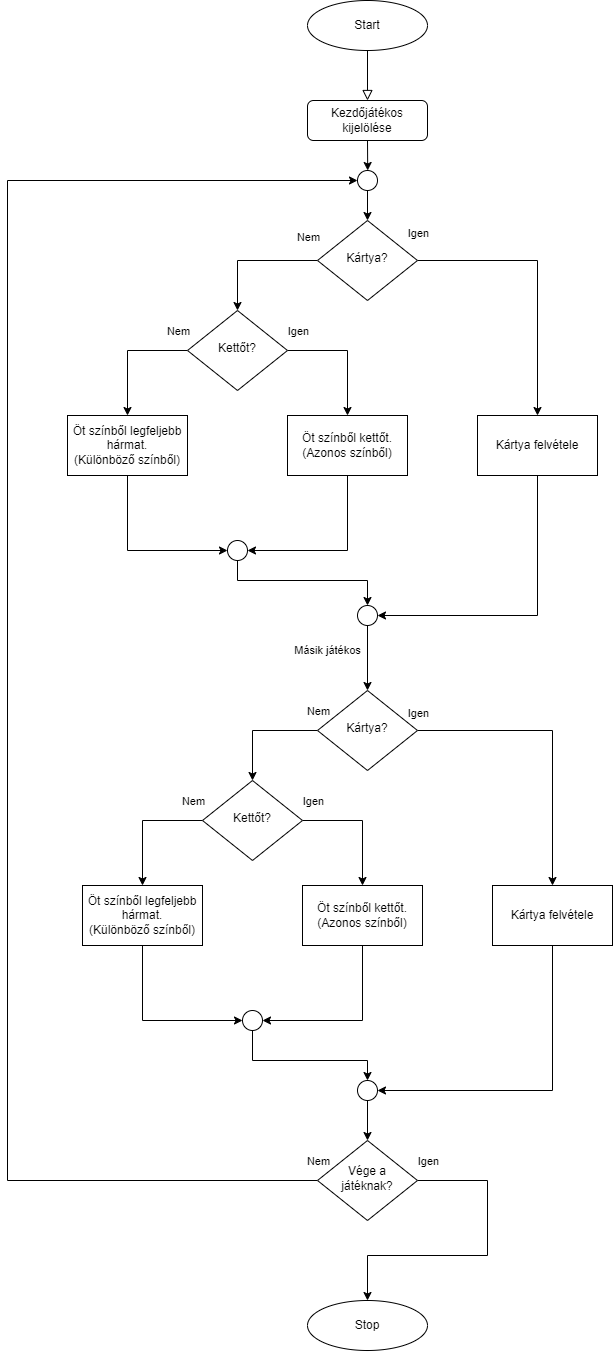 Start
Kezdőjátékos
kijelölése
Nem
Igen
Kártya?
Nem
Igen
Kettőt?
Öt színből legfeljebb
hármat.
(Különböző színből)
Öt színből kettőt.
(Azonos színből)
Kártya felvétele
Másik játékos
Nem
Igen
Kártya?
Nem
Igen
Kettőt?
Öt színből legfeljebb
hármat.
(Különböző színből)
Öt színből kettőt.
(Azonos színből)
Kártya felvétele
Nem
Igen
Vége a
játéknak?
Stop